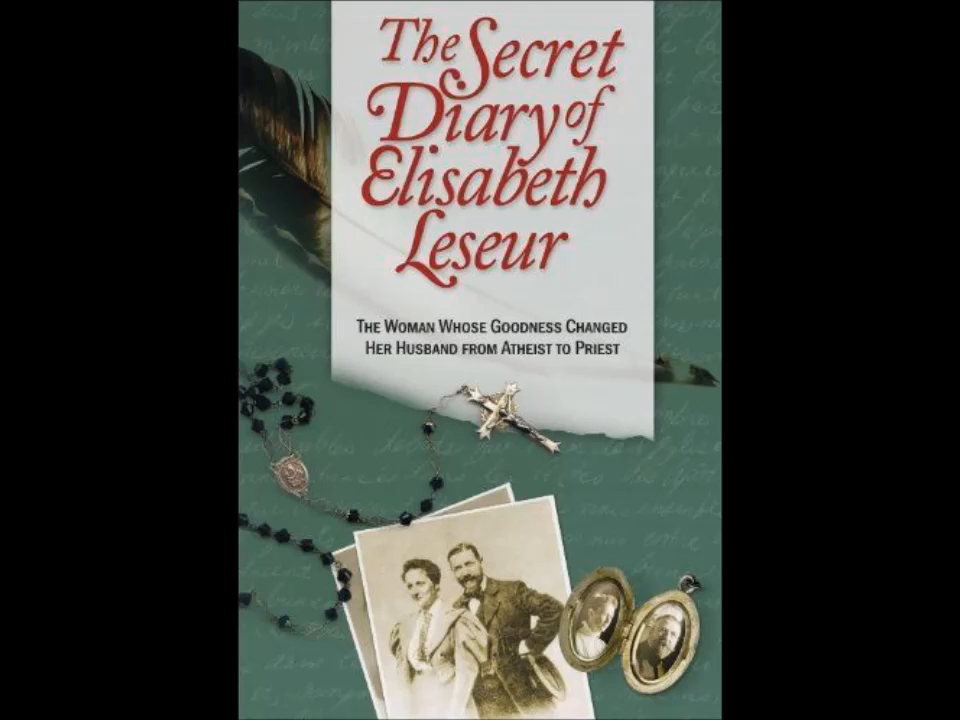 The Secret
Diary of
Elisabeth
Leseur
THE WOMAN WHOSE GOODNESS CHANGED
HER HUSBAND FROM ATHEIST TO PRIEST